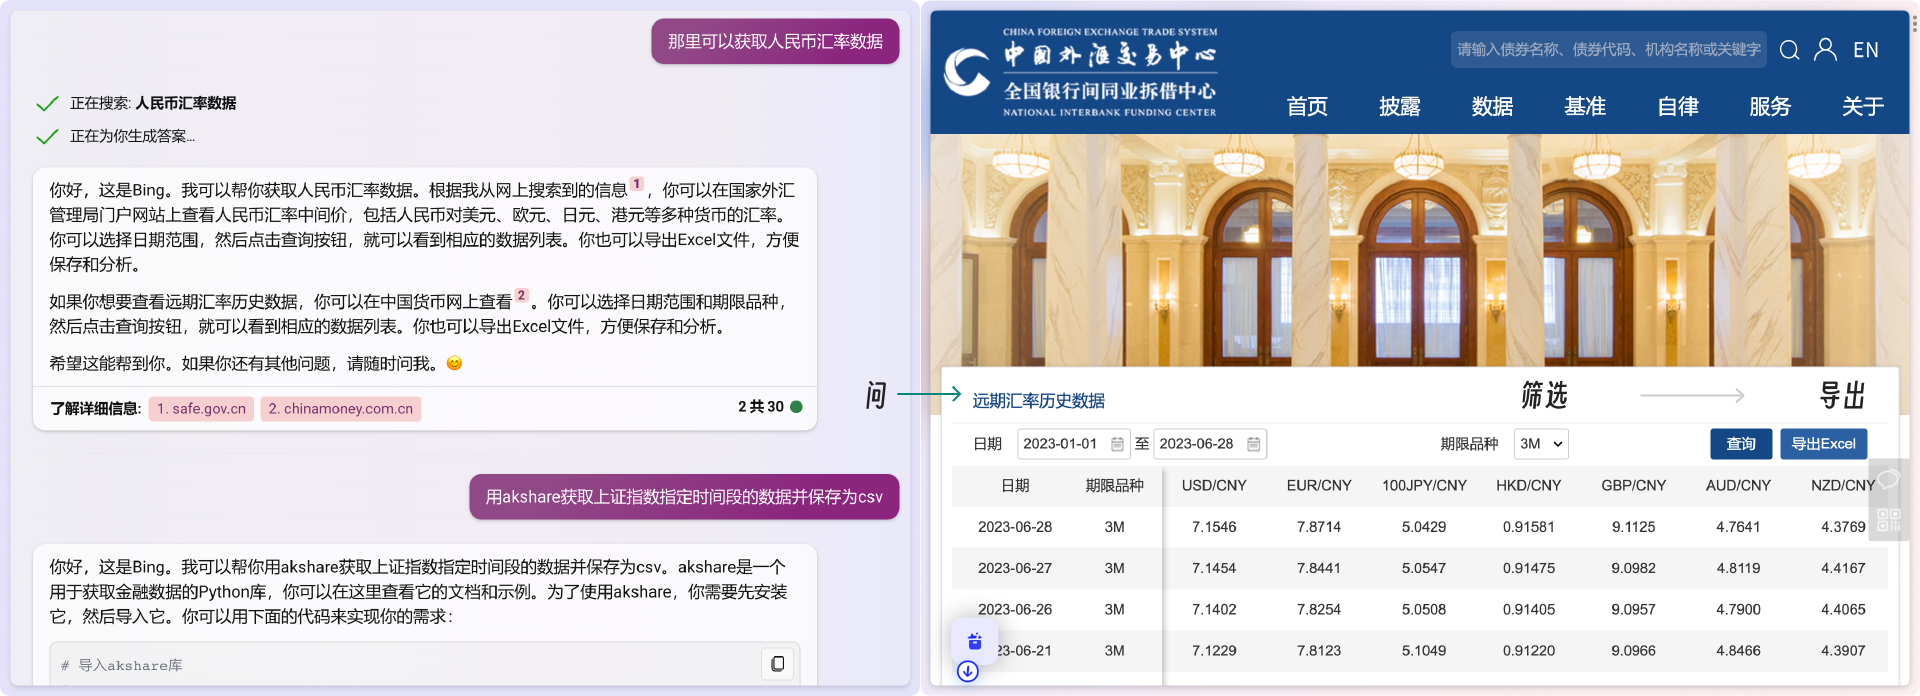 那里可以获取人民币汇率数据
正在搜索: 人民币汇率数据
正在为你生成答案...
你好，这是Bing。我可以帮你获取人民币汇率数据。根据我从网上搜索到的信息1，你可以在国家外汇
管理局门户网站上查看人民币汇率中间价，包括人民币对美元、欧元、日元、港元等多种货币的汇率。
你可以选择日期范围，然后点击查询按钮，就可以看到相应的数据列表。你也可以导出Excel文件，方便
保存和分析。
如果你想要查看远期汇率历史数据，你可以在中国货币网上查看2。你可以选择日期范围和期限品种，
然后点击查询按钮，就可以看到相应的数据列表。你也可以导出Excel文件，方便保存和分析。
希望这能帮到你。如果你还有其他问题，请随时问我。😊
了解详细信息: 1. safe.gov.cn 2. chinamoney.com.cn 2 共 30
用akshare获取上证指数指定时间段的数据并保存为csv
你好，这是Bing。我可以帮你用akshare获取上证指数指定时间段的数据并保存为csv。akshare是一个
用于获取金融数据的Python库，你可以在这里查看它的文档和示例。为了使用akshare，你需要先安装
它，然后导入它。你可以用下面的代码来实现你的需求：
# 导入akshare库
问
CHINA FOREIGN EXCHANGE TRADE SYSTEM
中国外汇交易中心
全国银行间同业拆借中心
NATIONAL INTERBANK FUNDING CENTER
请输入债券名称、债券代码、机构名称或关键字
EN
首页 披露 数据 基准 自律 服务 关于
远期汇率历史数据 筛选 导出
日期 2023-01-01 至 2023-06-28 期限品种 3M 查询 导出Excel
日期 期限品种 USD/CNY EUR/CNY 100JPY/CNY HKD/CNY GBP/CNY AUD/CNY NZD/CNY
2023-06-28 3M 7.1546 7.8714 5.0429 0.91581 9.1125 4.7641 4.3769
2023-06-27 3M 7.1454 7.8441 5.0547 0.91475 9.0982 4.8119 4.4167
2023-06-26 3M 7.1402 7.8254 5.0508 0.91405 9.0957 4.7900 4.4065
23-06-21 3M 7.1229 7.8123 5.1049 0.91220 9.0966 4.8466 4.3907